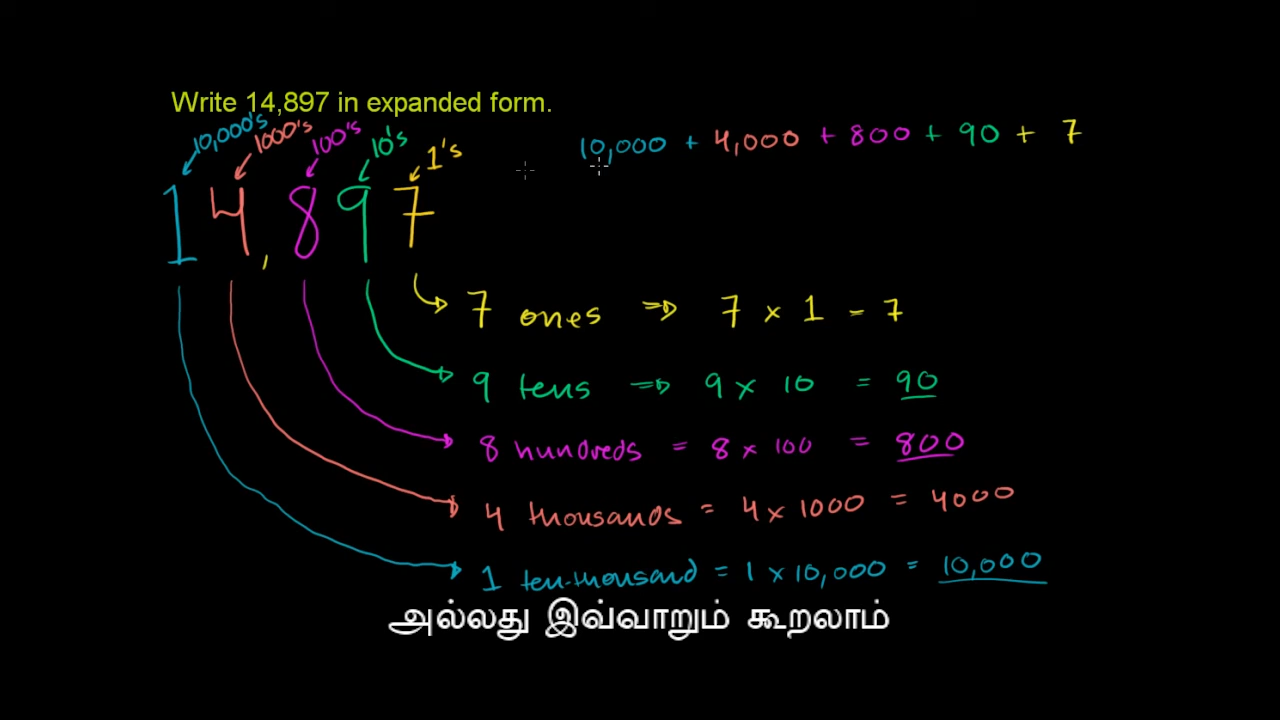 Write 14,897 in expanded form.
10,000's 1000's 100's 10's 1's
10,000 + 4,000 + 800 + 90 + 7
14,897
7 ones ⇒ 7 × 1 = 7
9 tens ⇒ 9 × 10 = 90
8 hundreds = 8 × 100 = 800
4 thousands = 4 × 1000 = 4000
1 ten-thousand = 1 × 10,000 = 10,000
அல்லது இவ்வாறும் கூறலாம்